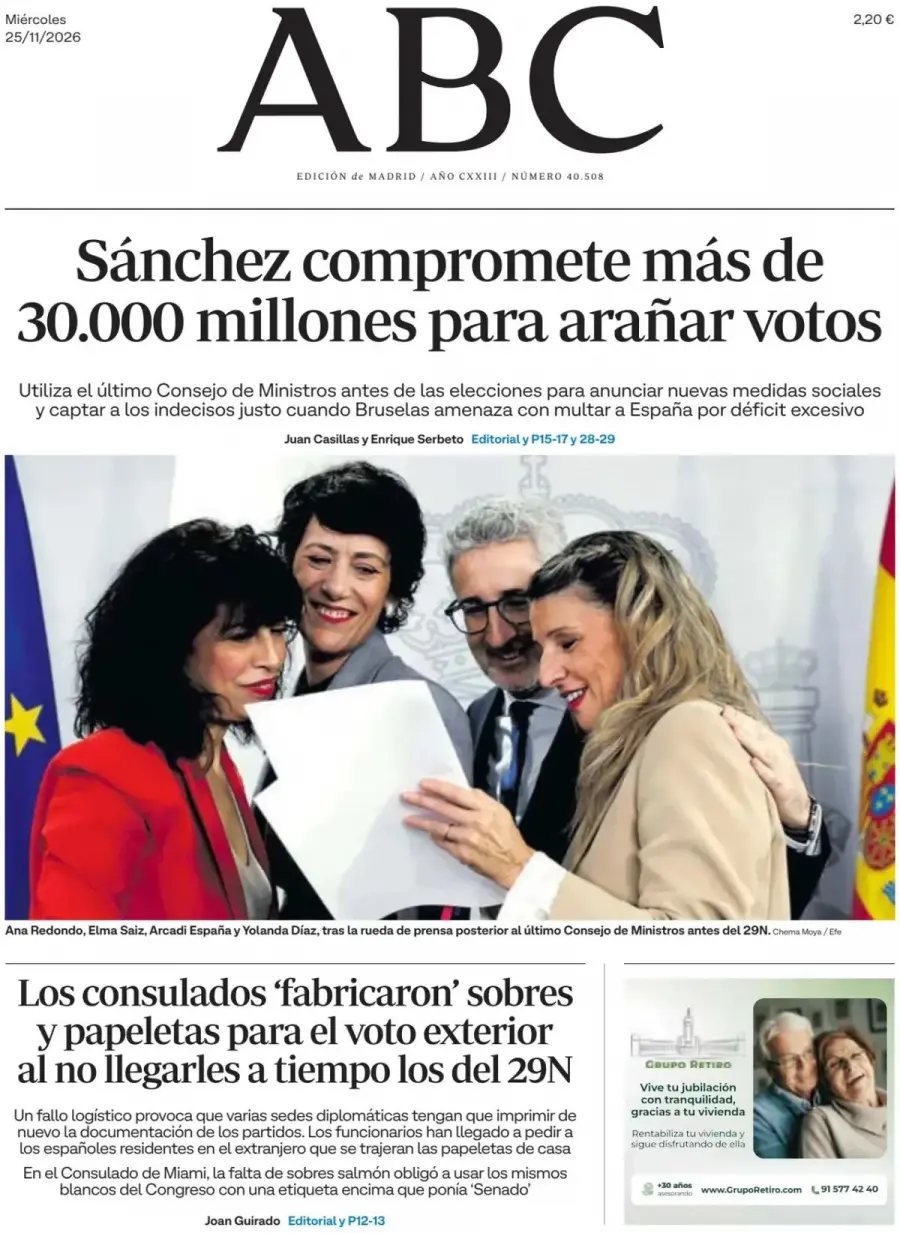 Miércoles
25/11/2026
2,20 €
ABC
EDICIÓN de MADRID / AÑO CXXIII / NÚMERO 40.508
Sánchez compromete más de
30.000 millones para arañar votos
Utiliza el último Consejo de Ministros antes de las elecciones para anunciar nuevas medidas sociales
y captar a los indecisos justo cuando Bruselas amenaza con multar a España por déficit excesivo
Juan Casillas y Enrique Serbeto Editorial y P15-17 y 28-29
Ana Redondo, Elma Saiz, Arcadi España y Yolanda Díaz, tras la rueda de prensa posterior al último Consejo de Ministros antes del 29N. Chema Moya / Efe
Los consulados ‘fabricaron’ sobres
y papeletas para el voto exterior
al no llegarles a tiempo los del 29N
Un fallo logístico provoca que varias sedes diplomáticas tengan que imprimir de
nuevo la documentación de los partidos. Los funcionarios han llegado a pedir a
los españoles residentes en el extranjero que se trajeran las papeletas de casa
En el Consulado de Miami, la falta de sobres salmón obligó a usar los mismos
blancos del Congreso con una etiqueta encima que ponía ‘Senado’
Joan Guirado Editorial y P12-13
GRUPO RETIRO
Vive tu jubilación
con tranquilidad,
gracias a tu vivienda
Rentabiliza tu vivienda y
sigue disfrutando de ella
+30 años
asesorando
www.GrupoRetiro.com
91 577 42 40